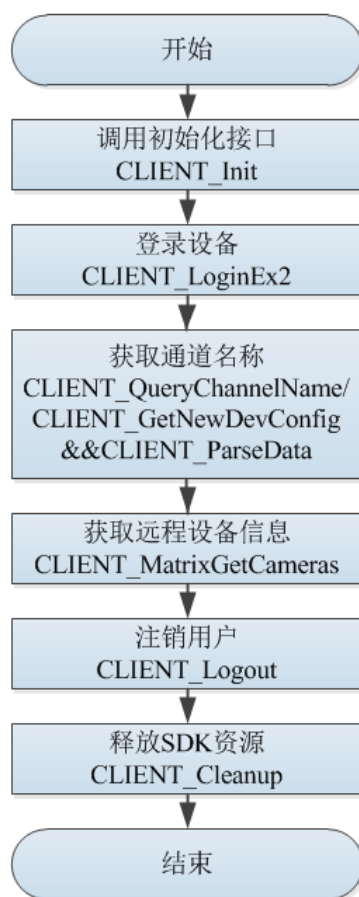 开始
调用初始化接口
CLIENT_Init
登录设备
CLIENT_LoginEx2
获取通道名称
CLIENT_QueryChannelName/
CLIENT_GetNewDevConfig
&&CLIENT_ParseData
获取远程设备信息
CLIENT_MatrixGetCameras
注销用户
CLIENT_Logout
释放SDK资源
CLIENT_Cleanup
结束